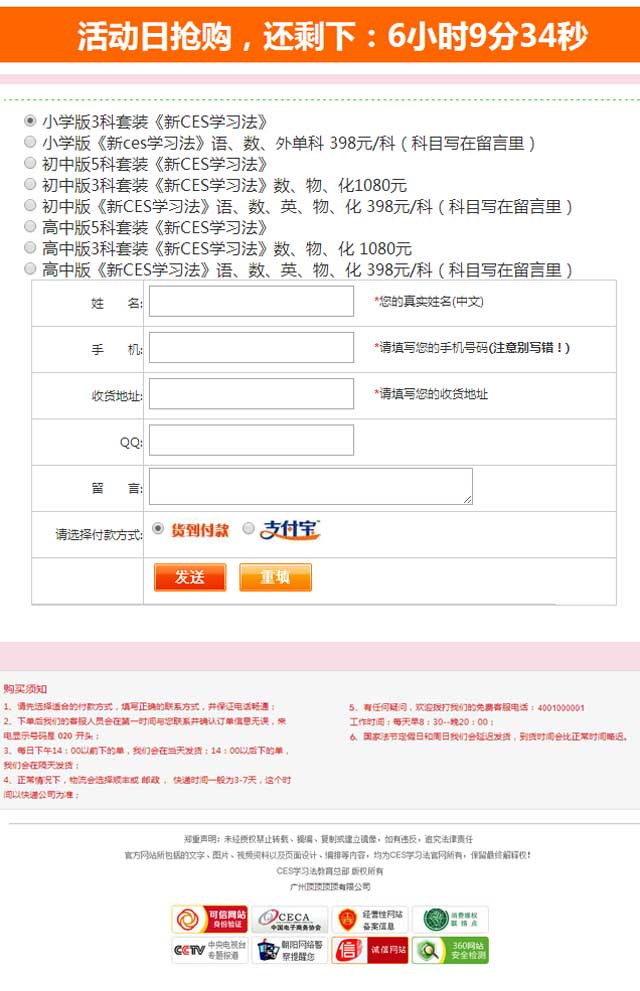 活动日抢购，还剩下：6小时9分34秒
小学版3科套装《新CES学习法》
小学版《新ces学习法》语、数、外单科 398元/科（科目写在留言里）
初中版5科套装《新CES学习法》
初中版3科套装《新CES学习法》数、物、化1080元
初中版《新CES学习法》语、数、英、物、化 398元/科（科目写在留言里）
高中版5科套装《新CES学习法》
高中版3科套装《新CES学习法》数、物、化 1080元
高中版《新CES学习法》语、数、英、物、化 398元/科（科目写在留言里）
姓 名: *您的真实姓名(中文)
手 机: *请填写您的手机号码(注意别写错！)
收货地址: *请填写您的收货地址
QQ:
留 言:
请选择付款方式: 货到付款 支付宝
发送 重填
购买须知
1、请先选择适合的付款方式，填写正确的联系方式，并保证电话畅通；
2、下单后我们的客服人员会在第一时间与您联系并确认订单信息无误，来
电显示号码是 020 开头；
3、每日下午14：00以前下的单，我们会在当天发货；14：00以后下的单，
我们会在隔天发货；
4、正常情况下，物流会选择顺丰或 邮政 ， 快递时间一般为3-7天，这个时
间以快递公司为准；
5、有任何疑问，欢迎拨打我们的免费客服电话：4001000001
工作时间：每天早8：30--晚20：00；
6、国家法节定假日和周日我们会延迟发货，到货时间会比正常时间略迟。
郑重声明：未经授权禁止转载、摘编、复制或建立镜像，如有违反，追究法律责任
官方网站所包括的文字、图片、视频资料以及页面设计、编排等内容，均为CES学习法官网所有，保留最终解释权！
CES学习法教育总部 版权所有
广州顶顶顶顶有限公司
可信网站
身份验证
CECA
中国电子商务协会
经营性网站
备案信息
消费维权
联络点
CCTV 中央电视台
专题报道
朝阳网络警
察提醒您
信 诚信网站
360网站
安全检测